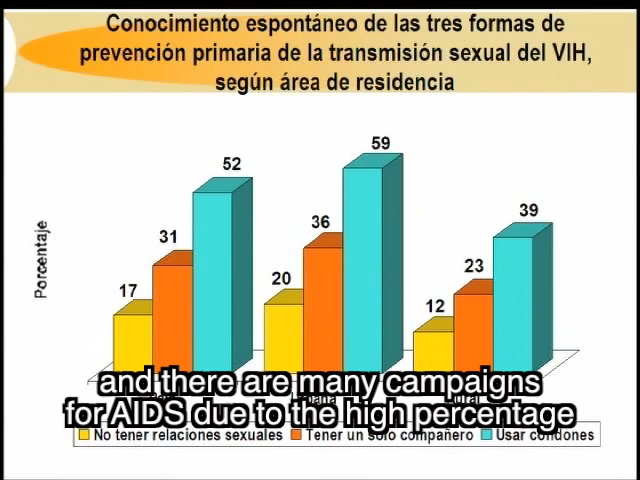 Conocimiento espontáneo de las tres formas de
prevención primaria de la transmisión sexual del VIH,
según área de residencia
Porcentaje
17
31
52
20
36
59
12
23
39
and there are many campaigns
for AIDS due to the high percentage
No tener relaciones sexuales
Tener un solo compañero
Usar condones